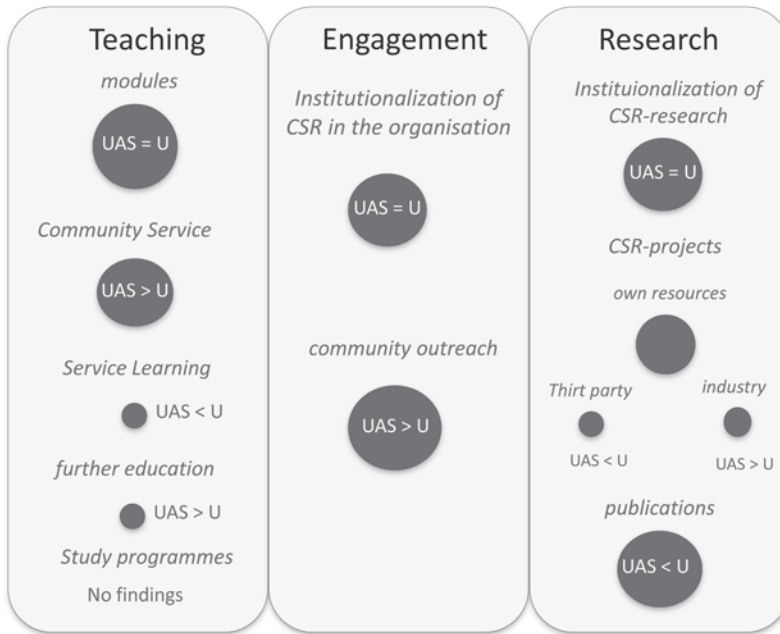 Teaching
modules
UAS = U
Community Service
UAS > U
Service Learning
UAS < U
further education
UAS > U
Study programmes
No findings
Engagement
Institutionalization of
CSR in the organisation
UAS = U
community outreach
UAS > U
Research
Instituionalization of
CSR-research
UAS = U
CSR-projects
own resources
Thirt party
industry
UAS < U
UAS > U
publications
UAS < U